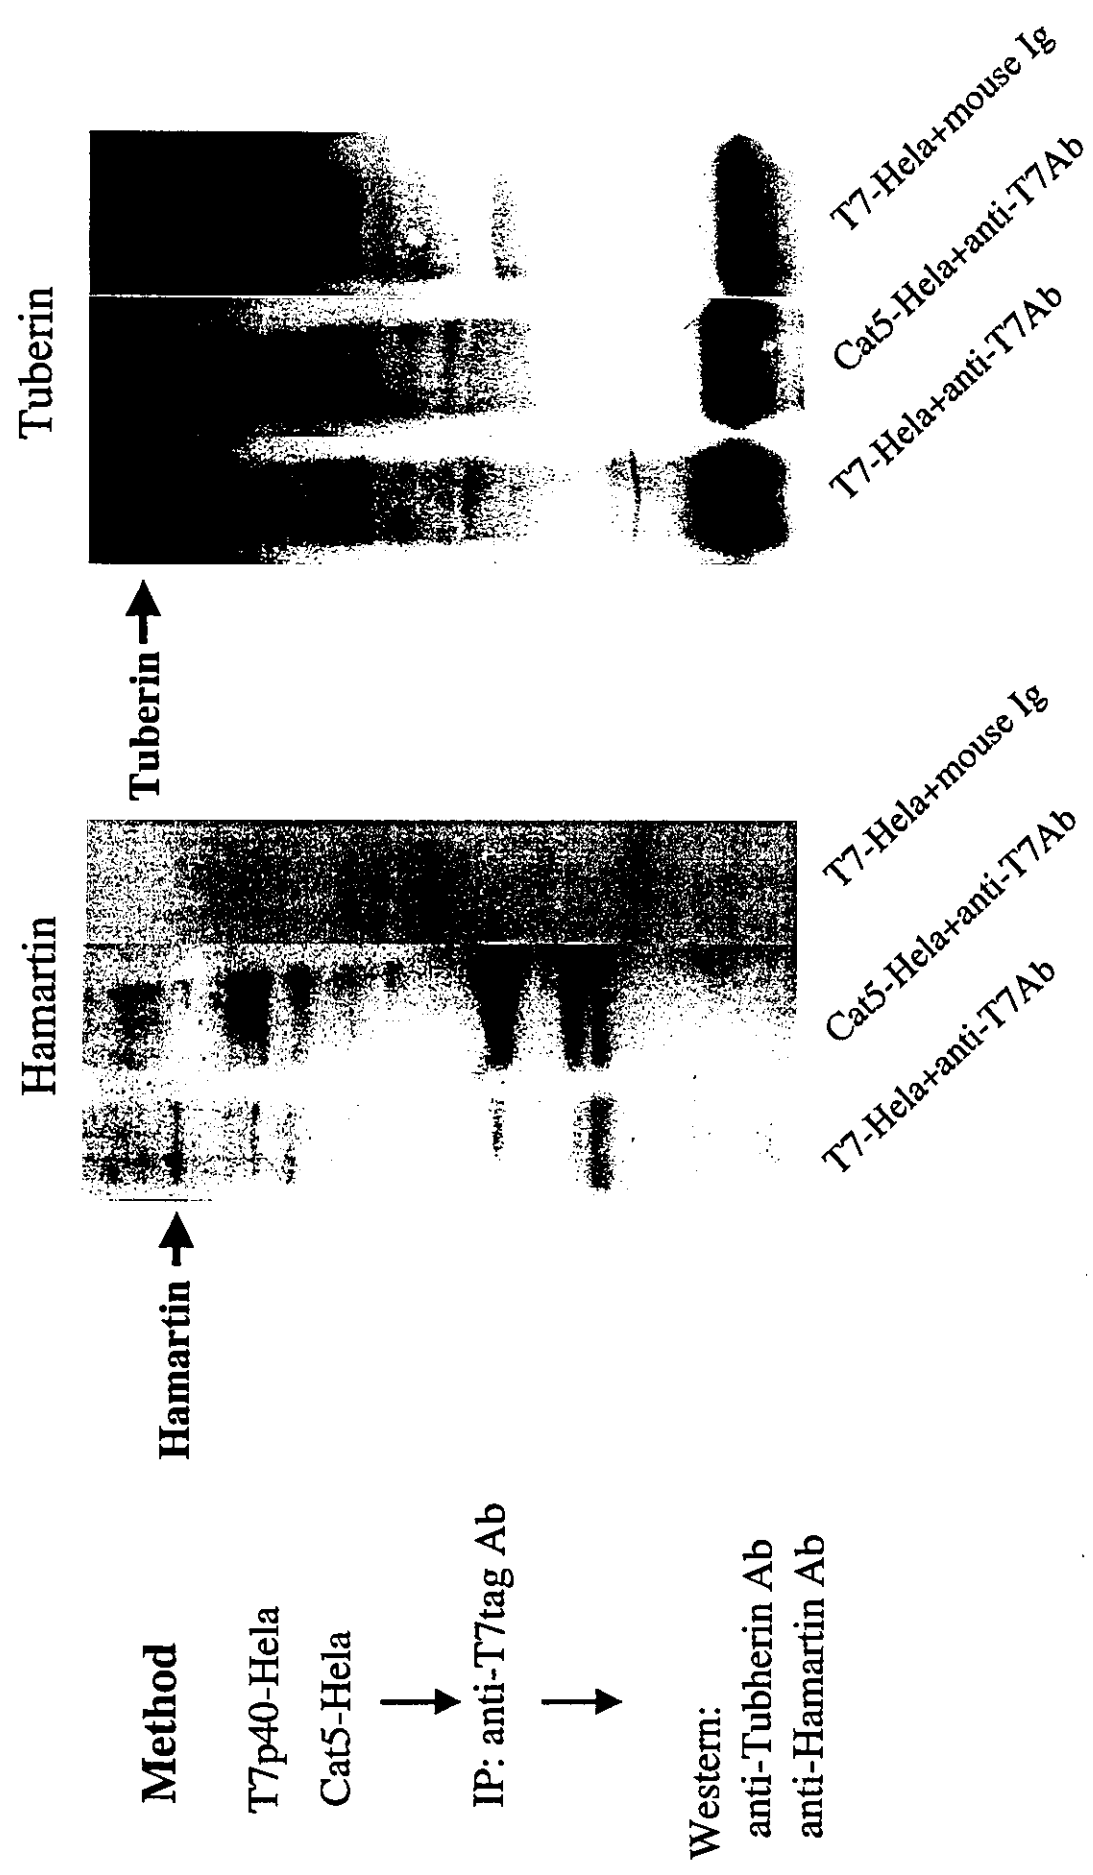 Method
T7p40-Hela
Cat5-Hela
IP: anti-T7tag Ab
Western:
anti-Tubherin Ab
anti-Hamartin Ab
Hamartin
Hamartin
T7-Hela+anti-T7Ab
Cat5-Hela+anti-T7Ab
T7-Hela+mouse Ig
Tuberin
Tuberin
T7-Hela+anti-T7Ab
Cat5-Hela+anti-T7Ab
T7-Hela+mouse Ig